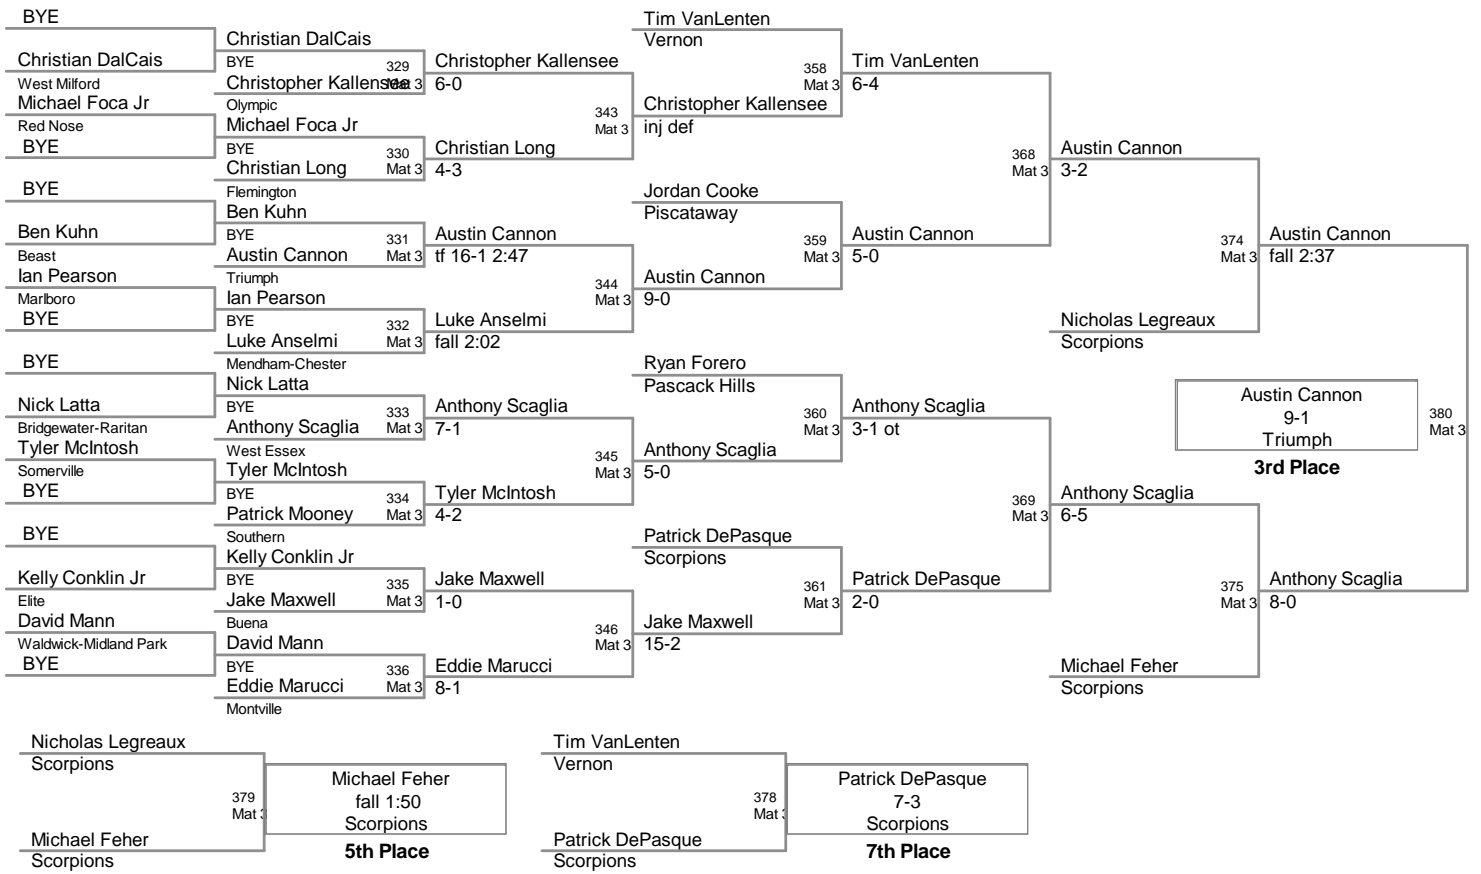 BYE
Christian DalCais
West Milford
Michael Foca Jr
Red Nose
BYE
BYE
Ben Kuhn
Beast
Ian Pearson
Marlboro
BYE
BYE
Nick Latta
Bridgewater-Raritan
Tyler McIntosh
Somerville
BYE
BYE
Kelly Conklin Jr
Elite
David Mann
Waldwick-Midland Park
BYE
Christian DalCais
BYE
329
Christopher Kallensee
Mat 3
Olympic
Michael Foca Jr
BYE
330
Christian Long
Mat 3
Flemington
Ben Kuhn
BYE
331
Austin Cannon
Mat 3
Triumph
Ian Pearson
BYE
332
Luke Anselmi
Mat 3
Mendham-Chester
Nick Latta
BYE
333
Anthony Scaglia
Mat 3
West Essex
Tyler McIntosh
BYE
334
Patrick Mooney
Mat 3
Southern
Kelly Conklin Jr
BYE
335
Jake Maxwell
Mat 3
Buena
David Mann
BYE
336
Eddie Marucci
Mat 3
Montville
Christopher Kallensee
6-0
343
Mat 3
Christian Long
4-3
Austin Cannon
tf 16-1 2:47
344
Mat 3
Luke Anselmi
fall 2:02
Anthony Scaglia
7-1
345
Mat 3
Tyler McIntosh
4-2
Jake Maxwell
1-0
346
Mat 3
Eddie Marucci
8-1
Tim VanLenten
Vernon
358
Mat 3
Christopher Kallensee
inj def
Jordan Cooke
Piscataway
359
Mat 3
Austin Cannon
9-0
Ryan Forero
Pascack Hills
360
Mat 3
Anthony Scaglia
5-0
Patrick DePasque
Scorpions
361
Mat 3
Jake Maxwell
15-2
Tim VanLenten
6-4
368
Mat 3
Austin Cannon
5-0
Anthony Scaglia
3-1 ot
369
Mat 3
Patrick DePasque
2-0
Austin Cannon
3-2
374
Mat 3
Nicholas Legreaux
Scorpions
Anthony Scaglia
6-5
375
Mat 3
Michael Feher
Scorpions
Austin Cannon
fall 2:37
Austin Cannon
9-1
Triumph
380
Mat 3
3rd Place
Anthony Scaglia
8-0
Nicholas Legreaux
Scorpions
379
Mat 3
Michael Feher
Scorpions
Michael Feher
fall 1:50
Scorpions
5th Place
Tim VanLenten
Vernon
378
Mat 3
Patrick DePasque
Scorpions
Patrick DePasque
7-3
Scorpions
7th Place